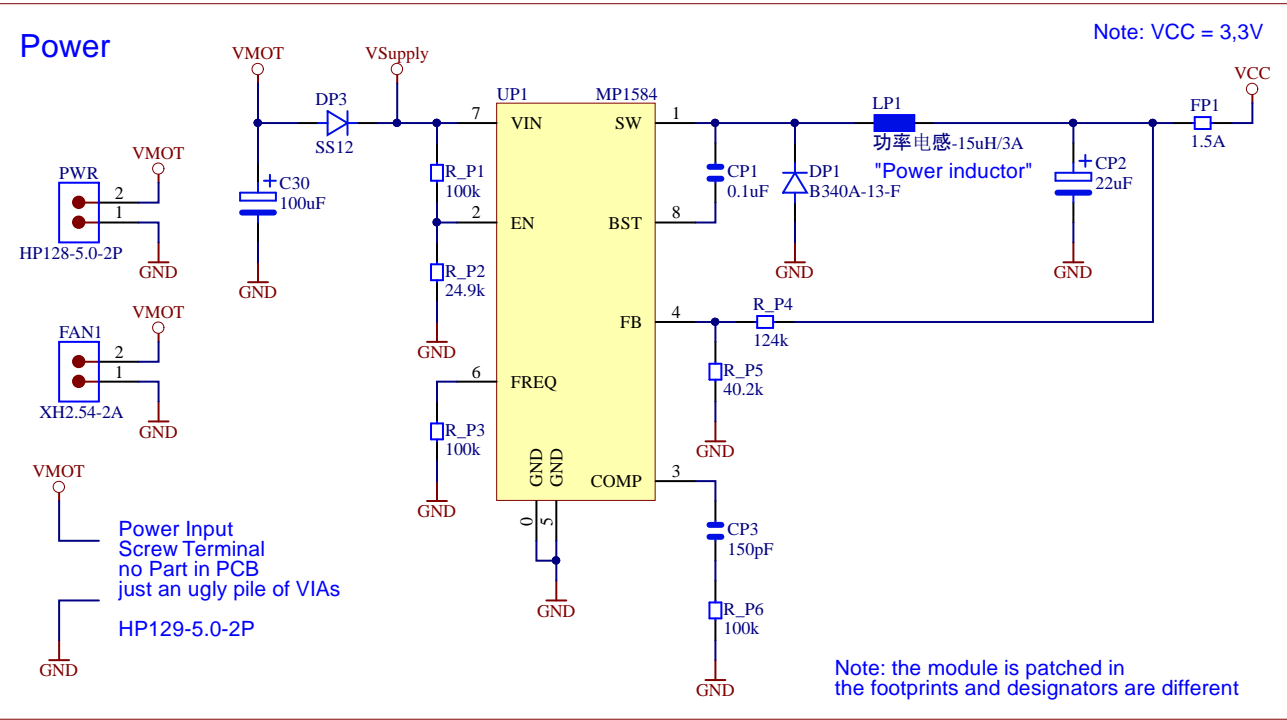 Power
Note: VCC = 3,3V
VMOT
VSupply
VCC
DP3
SS12
UP1
MP1584
LP1
功率电感-15uH/3A
"Power inductor"
FP1
1.5A
7
VIN
SW
1
VMOT
PWR
2
1
HP128-5.0-2P
GND
C30
100uF
GND
R_P1
100k
2
EN
BST
8
CP1
0.1uF
DP1
B340A-13-F
GND
CP2
22uF
GND
R_P2
24.9k
GND
FB
4
R_P4
124k
R_P5
40.2k
GND
VMOT
FAN1
2
1
XH2.54-2A
GND
6
FREQ
R_P3
100k
GND
GND
GND
0
5
GND
COMP
3
CP3
150pF
R_P6
100k
GND
VMOT
GND
Power Input
Screw Terminal
no Part in PCB
just an ugly pile of VIAs
HP129-5.0-2P
Note: the module is patched in
the footprints and designators are different